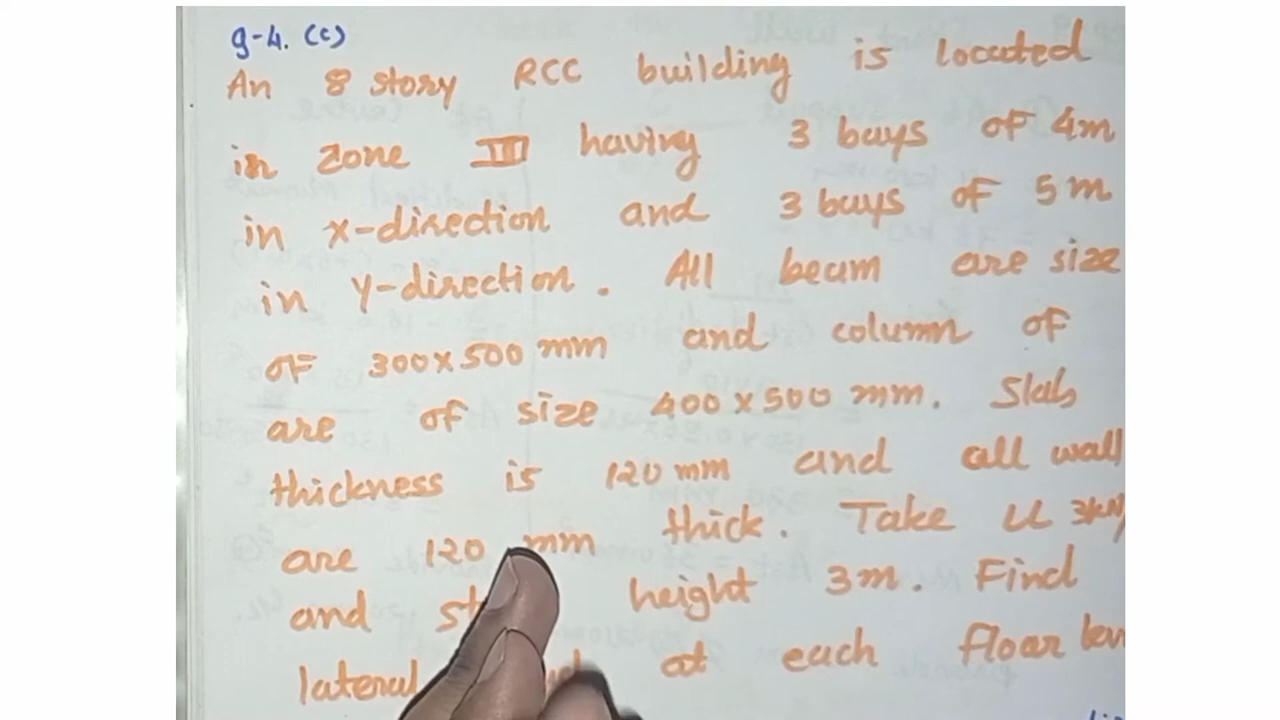 Q-4. (c)
An 8 story RCC building is located
in zone III having 3 bays of 4m
in x-direction and 3 bays of 5m
in y-direction. All beam are size
of 300x500 mm and column of
are of size 400x500 mm. Slab
thickness is 120 mm and all wall
are 120 mm thick. Take LL 3kN/
and height 3m. Find
lateral at each floor lev